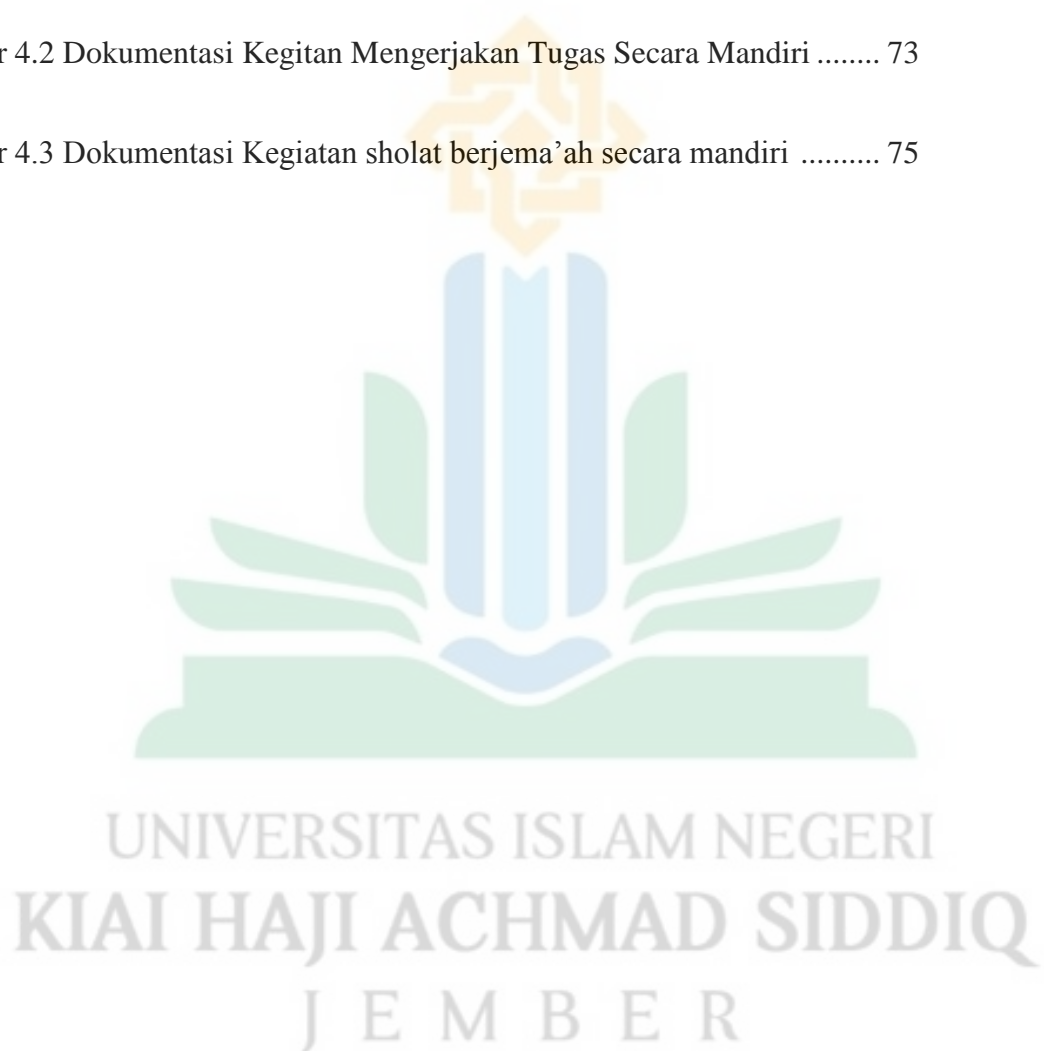 r 4.2 Dokumentasi Kegitan Mengerjakan Tugas Secara Mandiri ........ 73
r 4.3 Dokumentasi Kegiatan sholat berjema’ah secara mandiri .......... 75
UNIVERSITAS ISLAM NEGERI
KIAI HAJI ACHMAD SIDDIQ
JEMBER